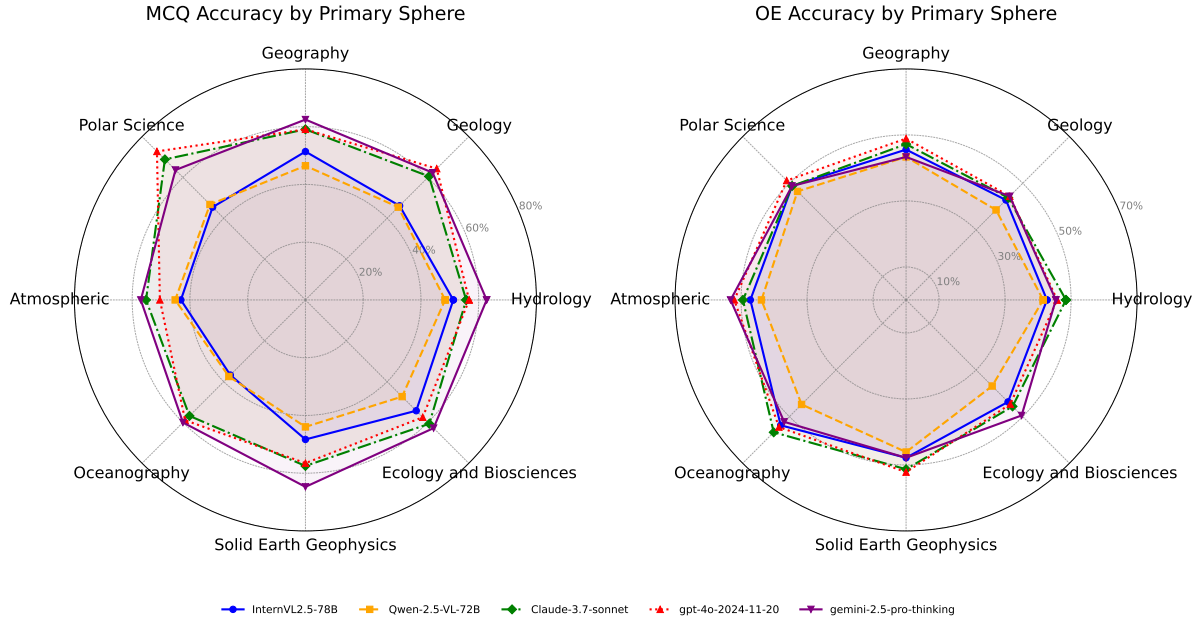 MCQ Accuracy by Primary Sphere
OE Accuracy by Primary Sphere
Geography
Polar Science
Geology
80%
60%
40%
20%
Atmospheric
Hydrology
Oceanography
Ecology and Biosciences
Solid Earth Geophysics
Geography
Polar Science
Geology
70%
50%
30%
10%
Atmospheric
Hydrology
Oceanography
Ecology and Biosciences
Solid Earth Geophysics
InternVL2.5-78B
Qwen-2.5-VL-72B
Claude-3.7-sonnet
gpt-4o-2024-11-20
gemini-2.5-pro-thinking